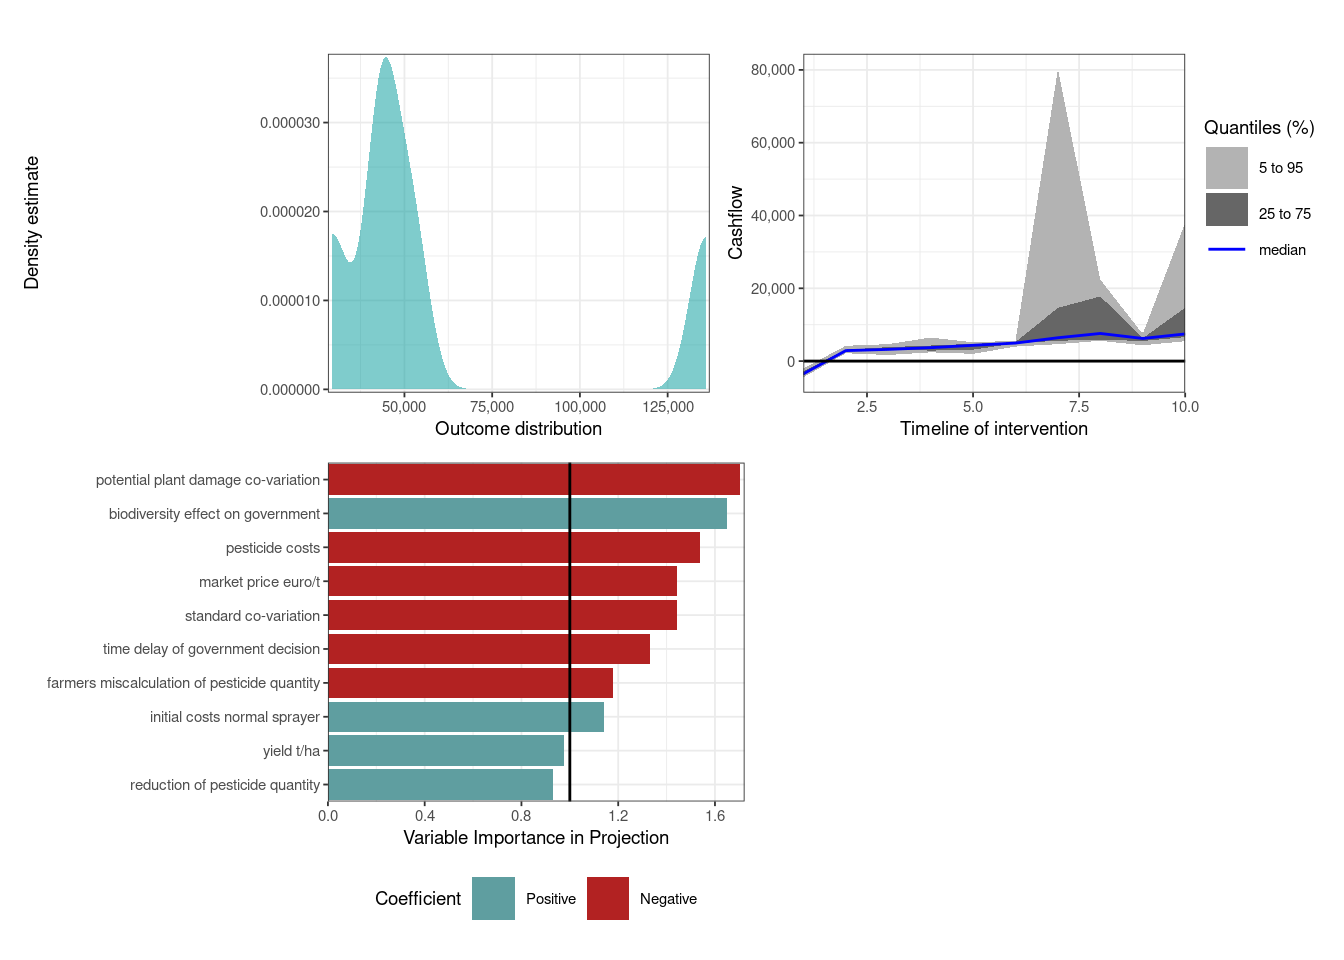 Density estimate
0.000030
0.000020
0.000010
0.000000
50,000
75,000
100,000
125,000
Outcome distribution
Cashflow
80,000
60,000
40,000
20,000
0
2.5
5.0
7.5
10.0
Timeline of intervention
Quantiles (%)
5 to 95
25 to 75
median
potential plant damage co-variation
biodiversity effect on government
pesticide costs
market price euro/t
standard co-variation
time delay of government decision
farmers miscalculation of pesticide quantity
initial costs normal sprayer
yield t/ha
reduction of pesticide quantity
0.0
0.4
0.8
1.2
1.6
Variable Importance in Projection
Coefficient
Positive
Negative